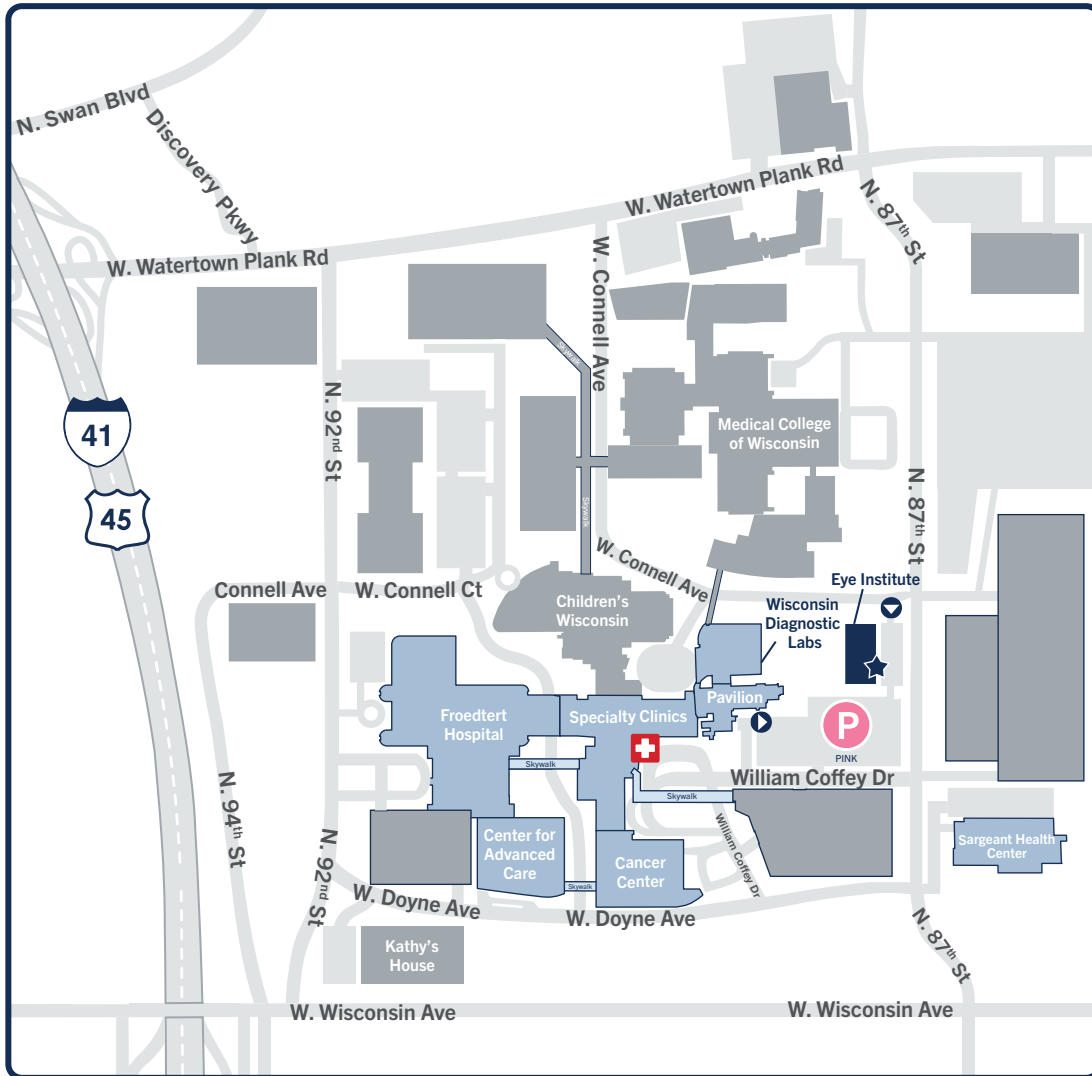 N. Swan Blvd
Discovery Pkwy
W. Watertown Plank Rd
W. Watertown Plank Rd
N. 87th St
W. Connell Ave
Skywalk
41
45
N. 92nd St
Medical College
of Wisconsin
Skywalk
N. 87th St
W. Connell Ave
Connell Ave
W. Connell Ct
Eye Institute
Children's
Wisconsin
Wisconsin
Diagnostic
Labs
Froedtert
Hospital
Specialty Clinics
Pavilion
P
PINK
Skywalk
William Coffey Dr
Skywalk
N. 94th St
N. 92nd St
Center for
Advanced
Care
Cancer
Center
William Coffey Dr
Sargeant Health
Center
Skywalk
W. Doyne Ave
W. Doyne Ave
N. 87th St
Kathy's
House
W. Wisconsin Ave
W. Wisconsin Ave